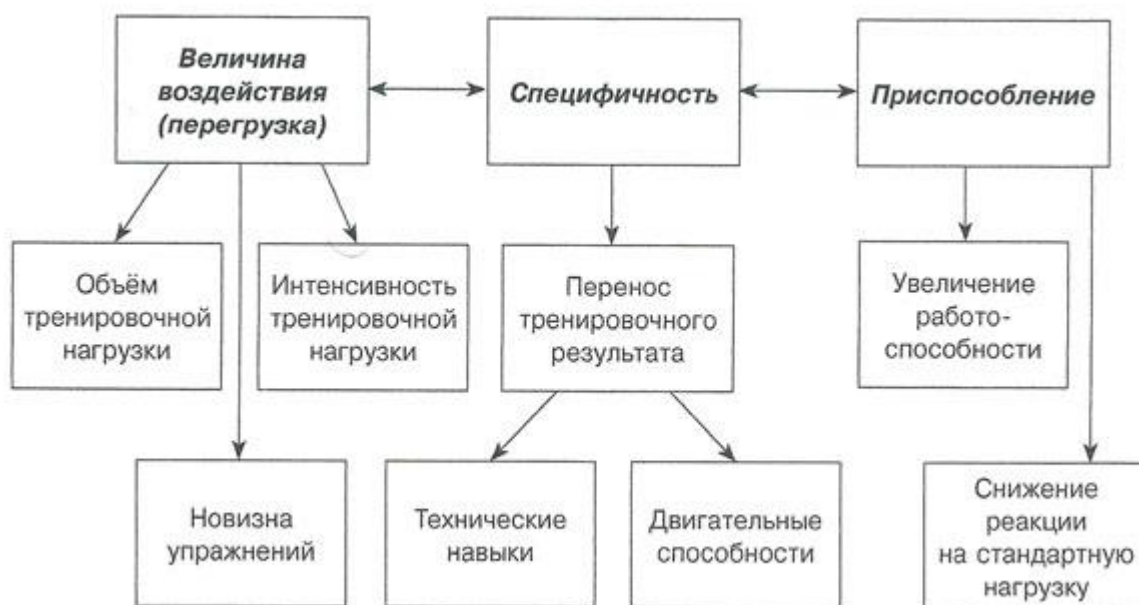 Величина
воздействия
(перегрузка)
Специфичность
Приспособление
Объём
тренировочной
нагрузки
Интенсивность
тренировочной
нагрузки
Перенос
тренировочного
результата
Увеличение
работо-
способности
Новизна
упражнений
Технические
навыки
Двигательные
способности
Снижение
реакции
на стандартную
нагрузку